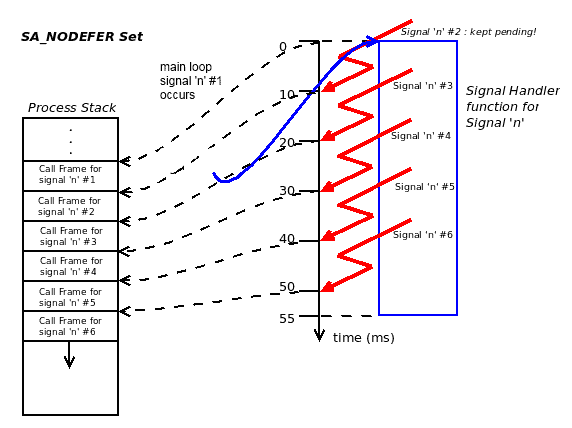 SA_NODEFER Set
Signal 'n' #2 : kept pending!
main loop
signal 'n' #1
occurs
Process Stack
.
.
.
Call Frame for
signal 'n' #1
Call Frame for
signal 'n' #2
Call Frame for
signal 'n' #3
Call Frame for
signal 'n' #4
Call Frame for
signal 'n' #5
Call Frame for
signal 'n' #6
0
10
20
30
40
50
55
time (ms)
Signal 'n' #3
Signal 'n' #4
Signal 'n' #5
Signal 'n' #6
Signal Handler
function for
Signal 'n'